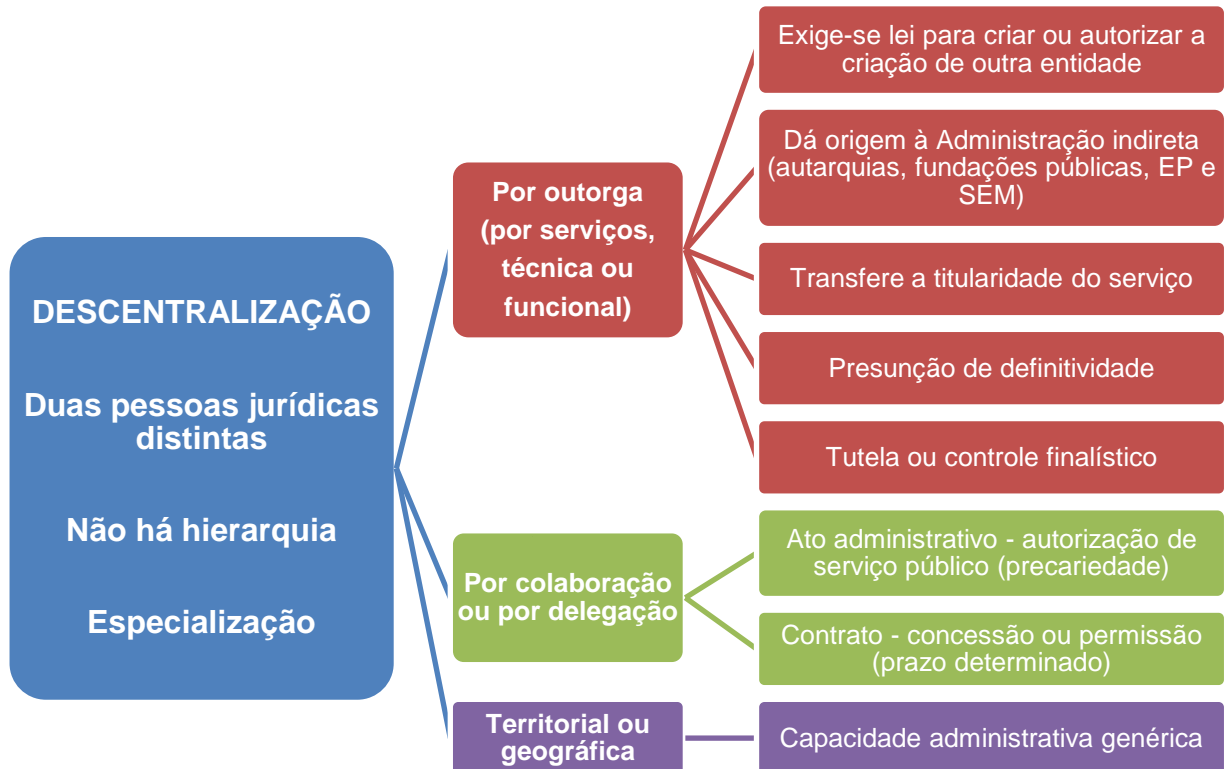 DESCENTRALIZAÇÃO
Duas pessoas jurídicas
distintas
Não há hierarquia
Especialização
Por outorga
(por serviços,
técnica ou
funcional)
Exige-se lei para criar ou autorizar a
criação de outra entidade
Dá origem à Administração indireta
(autarquias, fundações públicas, EP e
SEM)
Transfere a titularidade do serviço
Presunção de definitividade
Tutela ou controle finalístico
Por colaboração
ou por delegação
Ato administrativo - autorização de
serviço público (precariedade)
Contrato - concessão ou permissão
(prazo determinado)
Territorial ou
geográfica
Capacidade administrativa genérica